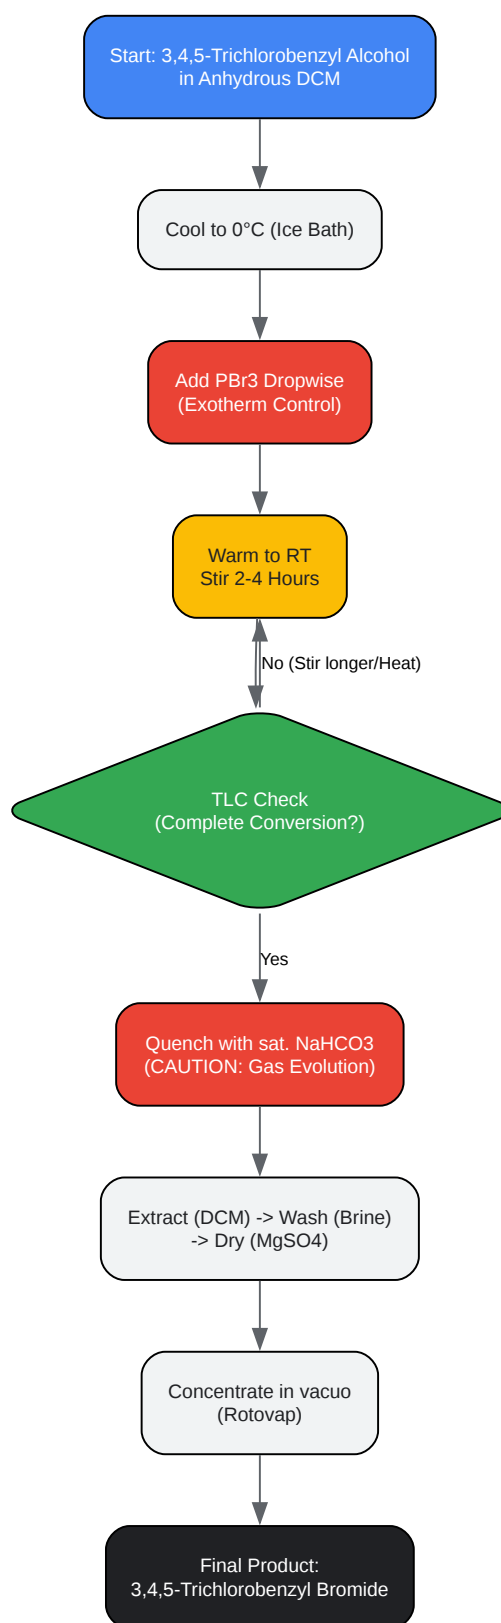 Start: 3,4,5-Trichlorobenzyl Alcohol
in Anhydrous DCM
Cool to 0°C (Ice Bath)
Add PBr3 Dropwise
(Exotherm Control)
Warm to RT
Stir 2-4 Hours
No (Stir longer/Heat)
TLC Check
(Complete Conversion?)
Yes
Quench with sat. NaHCO3
(CAUTION: Gas Evolution)
Extract (DCM) -> Wash (Brine)
-> Dry (MgSO4)
Concentrate in vacuo
(Rotovap)
Final Product:
3,4,5-Trichlorobenzyl Bromide